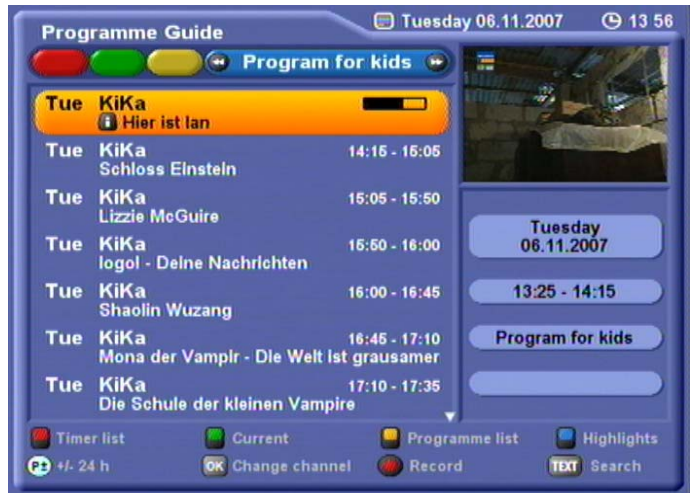 Programme Guide
Tuesday 06.11.2007
13 56
Program for kids
Tue KiKa
i Hier ist Ian
Tue KiKa 14:15 - 15:05
Schloss EInsteln
Tue KiKa 15:05 - 15:50
Lizzie McGuire
Tue KiKa 15:50 - 16:00
logoI - DeIne Nachrichten
Tue KiKa 16:00 - 16:45
Shaolin Wuzang
Tue KiKa 16:45 - 17:10
Mona der VampIr - DIe Welt Ist grausamer
Tue KiKa 17:10 - 17:35
Die Schule der kleinen Vampire
Tuesday
06.11.2007
13:25 - 14:15
Program for kids
Timer list Current Programme list Highlights
P± +/- 24 h OK Change channel Record TEXT Search